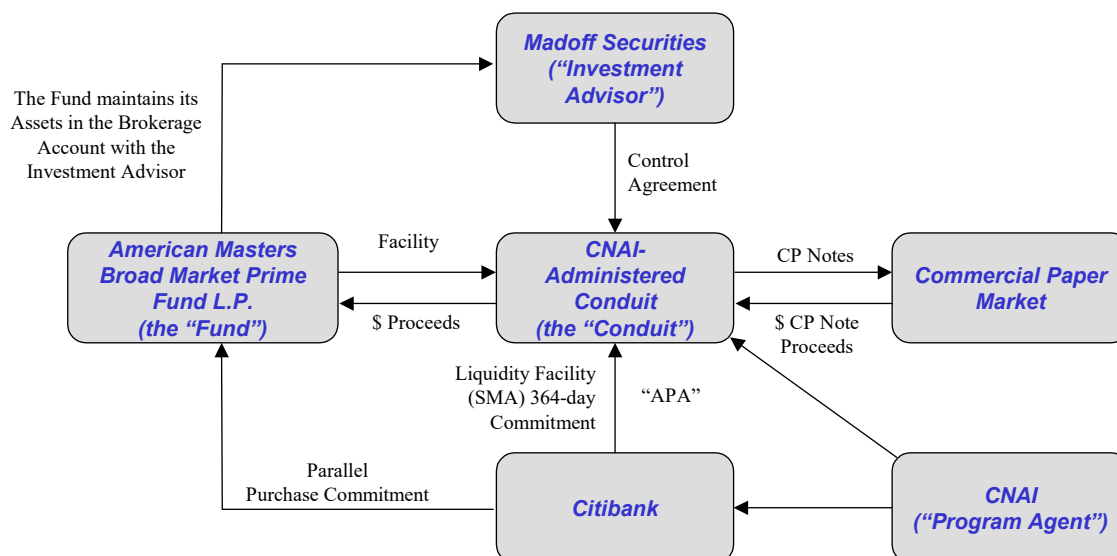 Madoff Securities
(“Investment
Advisor”)
The Fund maintains its
Assets in the Brokerage
Account with the
Investment Advisor
Control
Agreement
American Masters
Broad Market Prime
Fund L.P.
(the “Fund”)
Facility
$ Proceeds
CNAI-
Administered
Conduit
(the “Conduit”)
CP Notes
$ CP Note
Proceeds
Commercial Paper
Market
Liquidity Facility
(SMA) 364-day
Commitment
“APA”
Parallel
Purchase Commitment
Citibank
CNAI
(“Program Agent”)